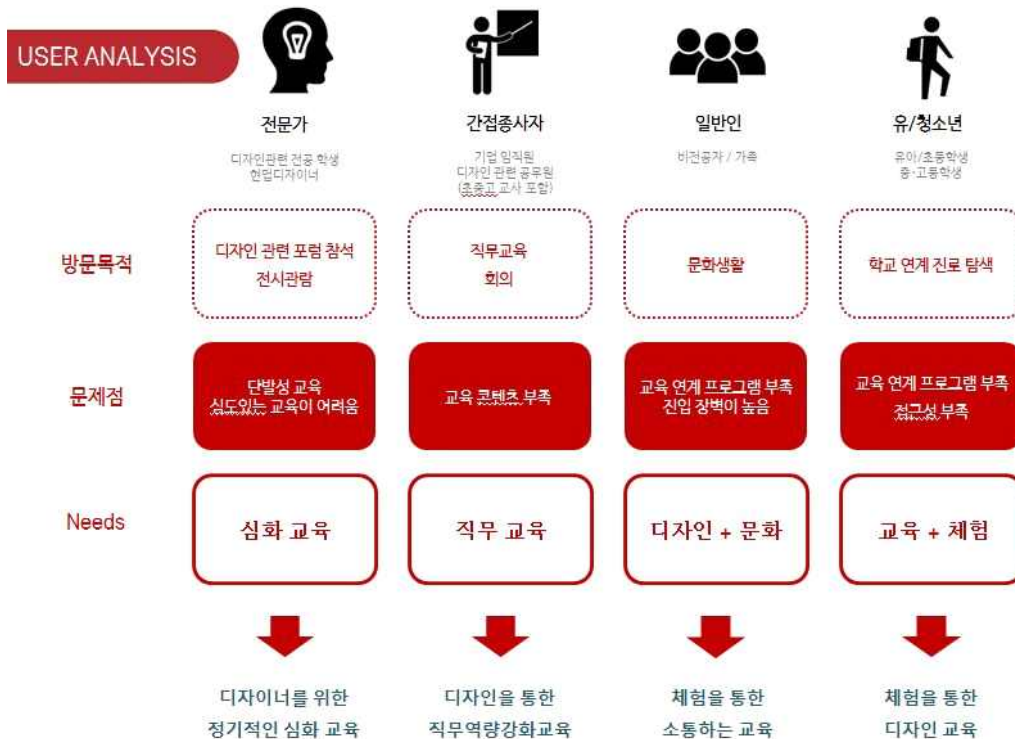 USER ANALYSIS
전문가
디자인관련 전공 학생
현업디자이너
간접종사자
기업 임직원
디자인 관련 공무원
(초중고 교사 포함)
일반인
비전공자 / 가족
유/청소년
유아/초등학생
중·고등학생
방문목적
디자인 관련 포럼 참석
전시관람
직무교육
회의
문화생활
학교 연계 진로 탐색
문제점
단발성 교육
심도있는 교육이 어려움
교육 콘텐츠 부족
교육 연계 프로그램 부족
진입 장벽이 높음
교육 연계 프로그램 부족
접근성 부족
Needs
심화 교육
직무 교육
디자인 + 문화
교육 + 체험
디자이너를 위한
정기적인 심화 교육
디자인을 통한
직무역량강화교육
체험을 통한
소통하는 교육
체험을 통한
디자인 교육